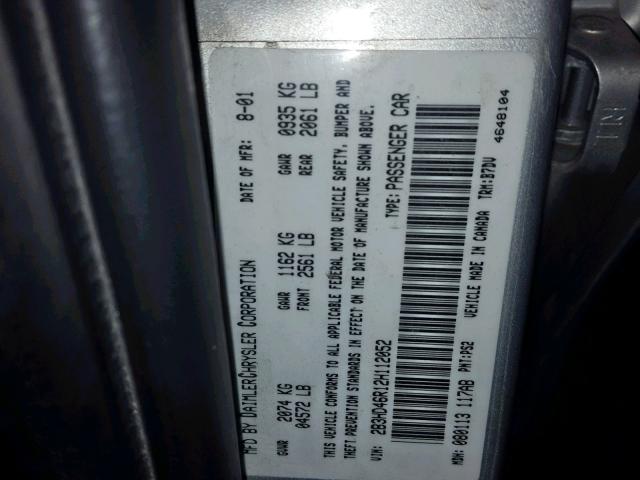 MFD BY DAIMLERCHRYSLER CORPORATION DATE OF MFR: 8-01
GVWR 2074 KG GAWR 1162 KG GAWR 0935 KG
04572 LB FRONT 2561 LB REAR 2061 LB
THIS VEHICLE CONFORMS TO ALL APPLICABLE FEDERAL MOTOR VEHICLE SAFETY, BUMPER AND
THEFT PREVENTION STANDARDS IN EFFECT ON THE DATE OF MANUFACTURE SHOWN ABOVE.
VIN: 2B3HD46R12H112052 TYPE: PASSENGER CAR
MDH: 080113 117AB PNT:PS2 VEHICLE MADE IN CANADA TRM:B7DV
4648104